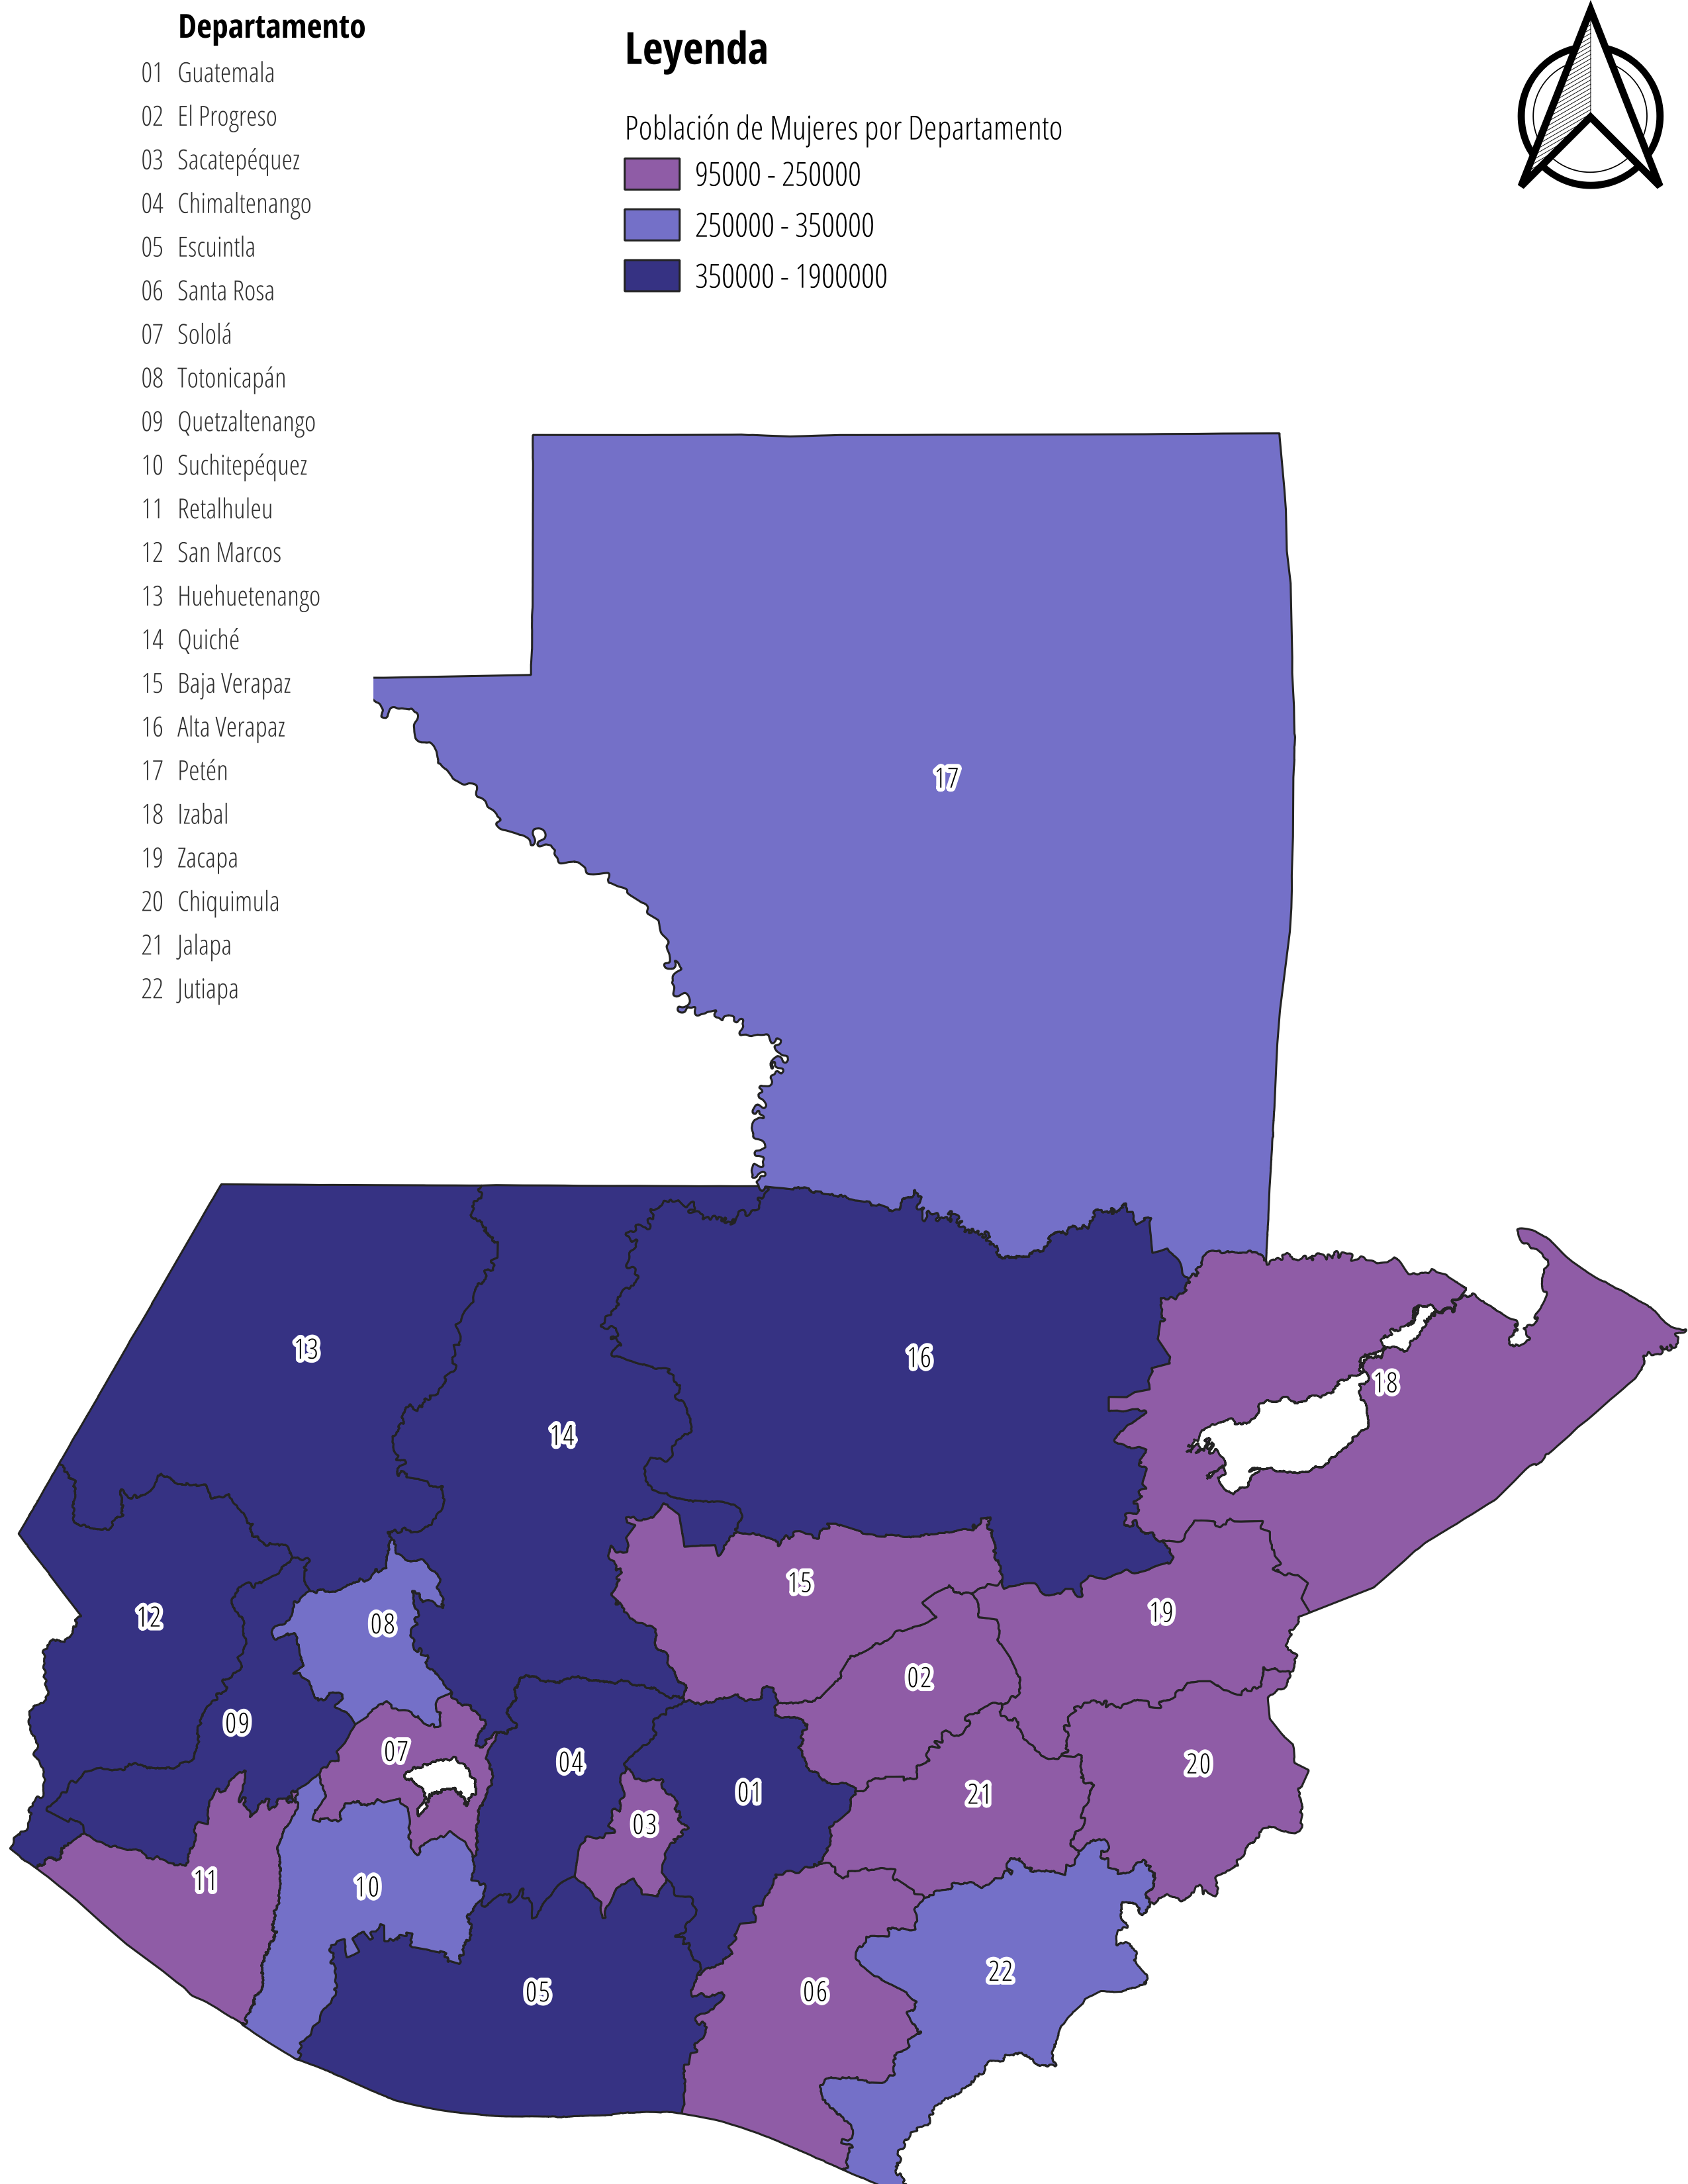 Departamento
01 Guatemala
02 El Progreso
03 Sacatepéquez
04 Chimaltenango
05 Escuintla
06 Santa Rosa
07 Sololá
08 Totonicapán
09 Quetzaltenango
10 Suchitepéquez
11 Retalhuleu
12 San Marcos
13 Huehuetenango
14 Quiché
15 Baja Verapaz
16 Alta Verapaz
17 Petén
18 Izabal
19 Zacapa
20 Chiquimula
21 Jalapa
22 Jutiapa
Leyenda
Población de Mujeres por Departamento
95000 - 250000
250000 - 350000
350000 - 1900000
17
13
16
18
14
15
19
12
08
02
09
07
04
20
01
21
03
11
10
22
05
06